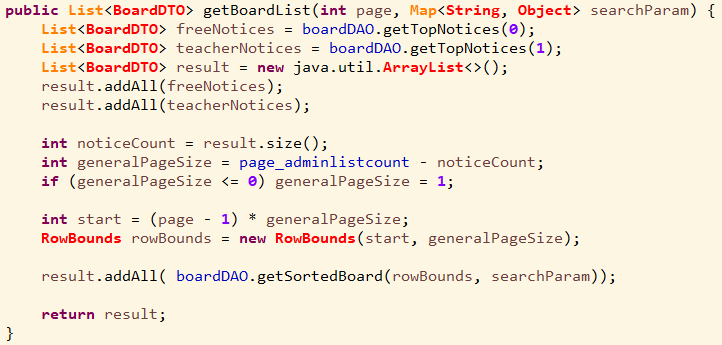 public List<BoardDTO> getBoardList(int page, Map<String, Object> searchParam) {
    List<BoardDTO> freeNotices = boardDAO.getTopNotices(0);
    List<BoardDTO> teacherNotices = boardDAO.getTopNotices(1);
    List<BoardDTO> result = new java.util.ArrayList<>();
    result.addAll(freeNotices);
    result.addAll(teacherNotices);

    int noticeCount = result.size();
    int generalPageSize = page_adminlistcount - noticeCount;
    if (generalPageSize <= 0) generalPageSize = 1;

    int start = (page - 1) * generalPageSize;
    RowBounds rowBounds = new RowBounds(start, generalPageSize);

    result.addAll( boardDAO.getSortedBoard(rowBounds, searchParam));

    return result;
}